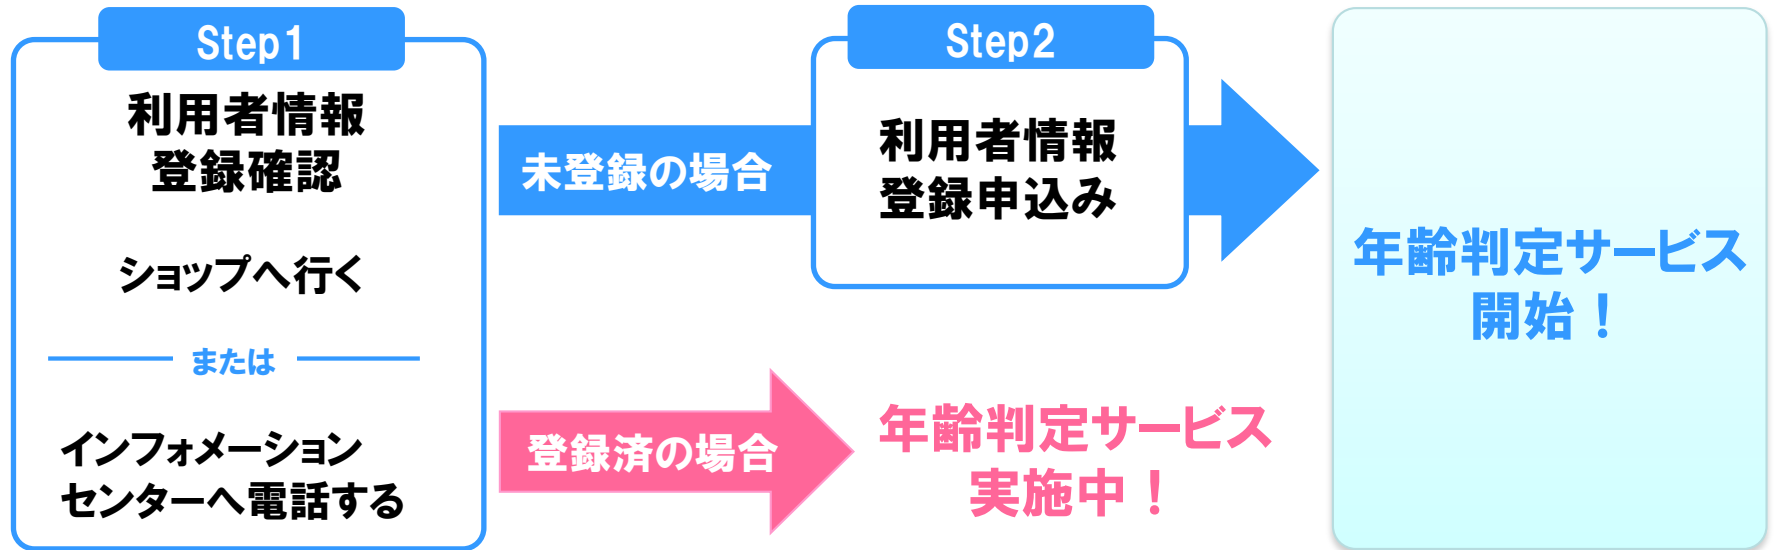 Step1
利用者情報
登録確認
ショップへ行く
または
インフォメーション
センターへ電話する
未登録の場合
Step2
利用者情報
登録申込み
年齢判定サービス
開始！
登録済の場合
年齢判定サービス
実施中！